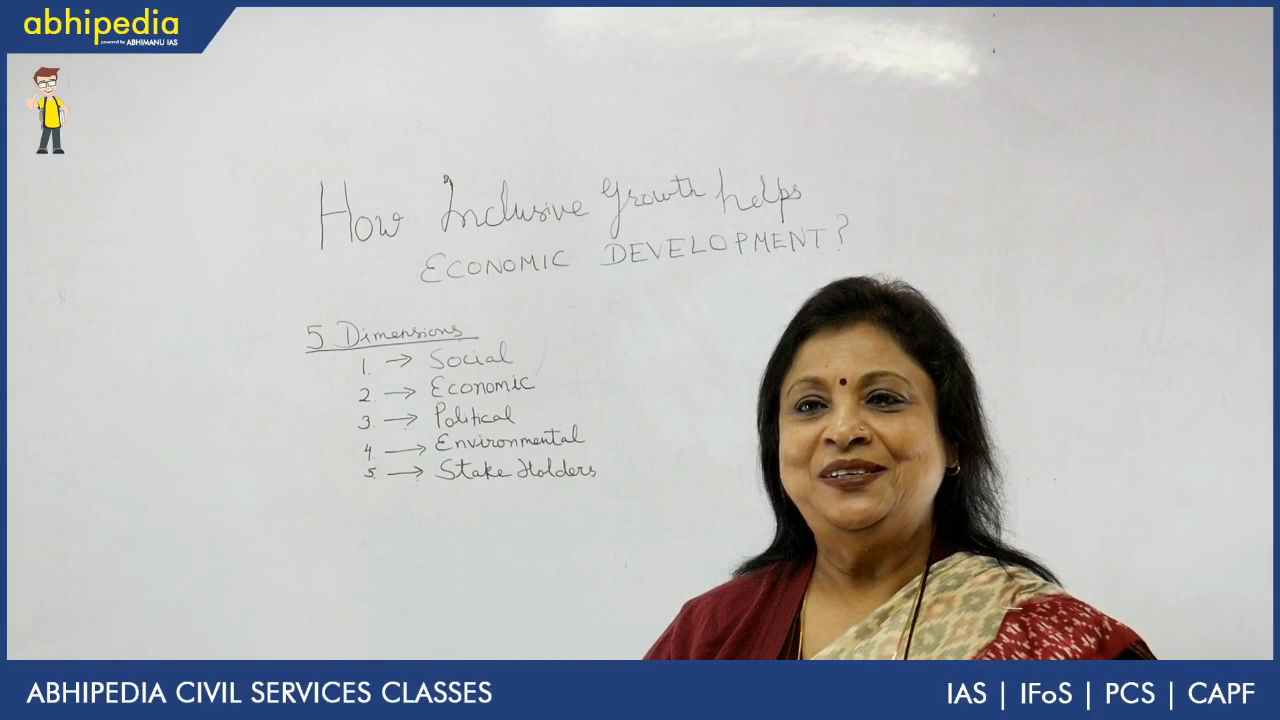 abhipedia
powered by ABHIMANU IAS
How Inclusive Growth helps
ECONOMIC DEVELOPMENT?
5 Dimensions
1. → Social
2 → Economic
3. → Political
4. → Environmental
5. → Stake Holders
ABHIPEDIA CIVIL SERVICES CLASSES
IAS | IFoS | PCS | CAPF